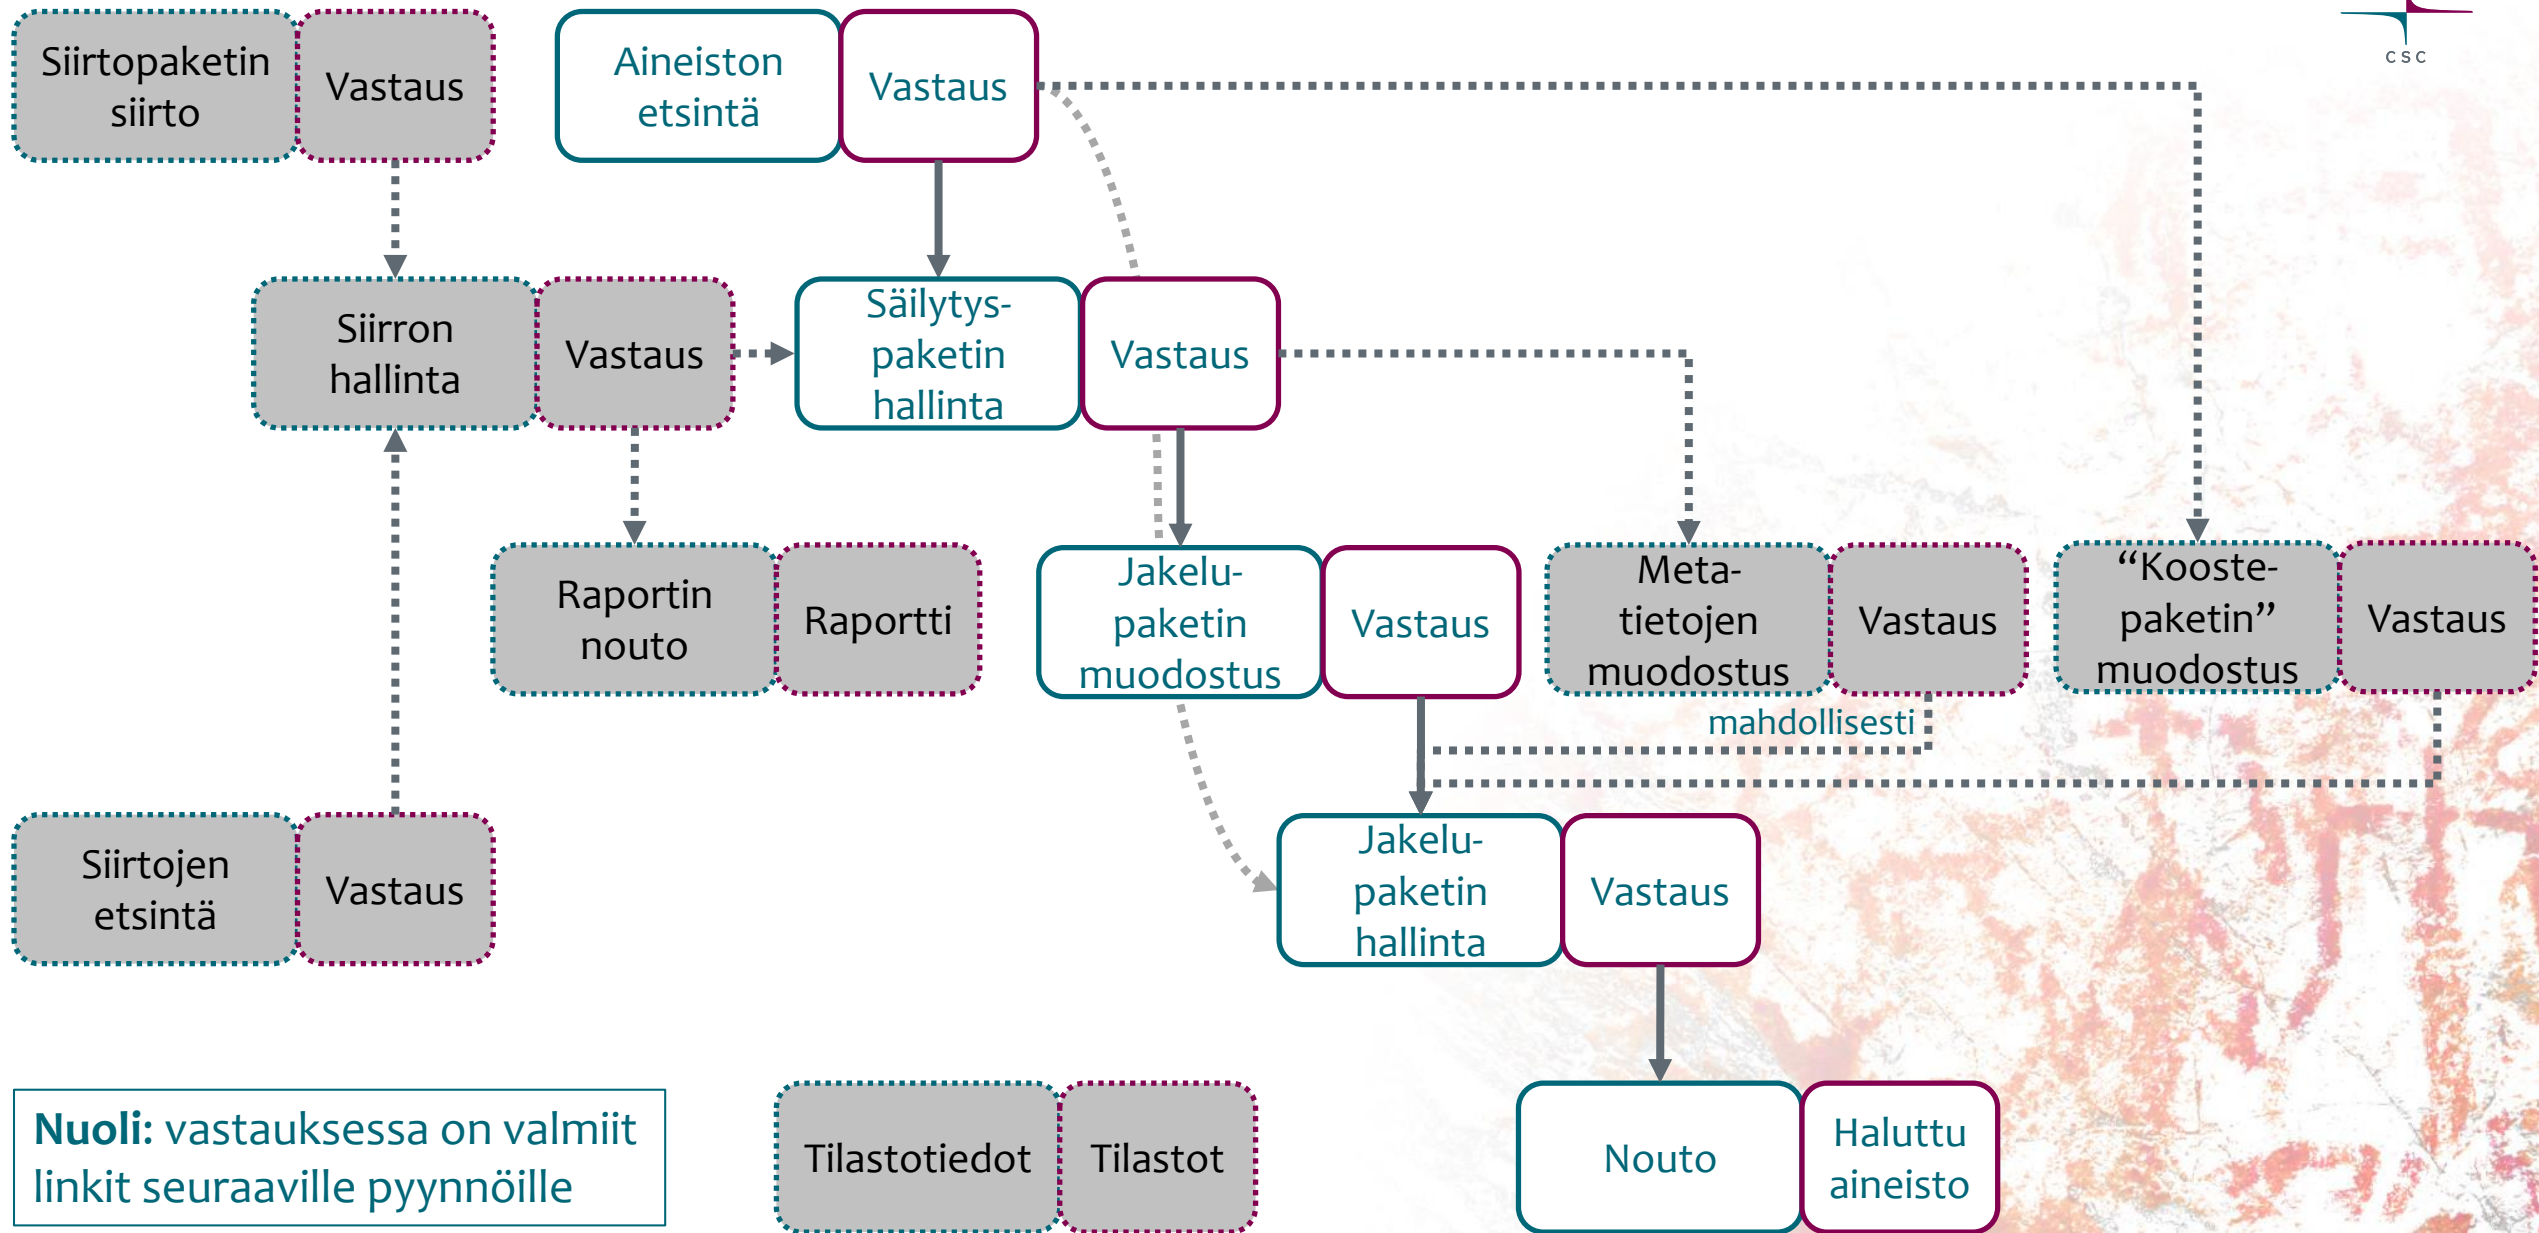 Siirtopaketin
siirto
Vastaus
Aineiston
etsintä
Vastaus
csc
Siirron
hallinta
Vastaus
Säilytys-
paketin
hallinta
Vastaus
Raportin
nouto
Raportti
Jakelu-
paketin
muodostus
Vastaus
Meta-
tietojen
muodostus
Vastaus
“Kooste-
paketin”
muodostus
Vastaus
mahdollisesti
Siirtojen
etsintä
Vastaus
Jakelu-
paketin
hallinta
Vastaus
Nuoli: vastauksessa on valmiit
linkit seuraaville pyynnöille
Tilastotiedot
Tilastot
Nouto
Haluttu
aineisto